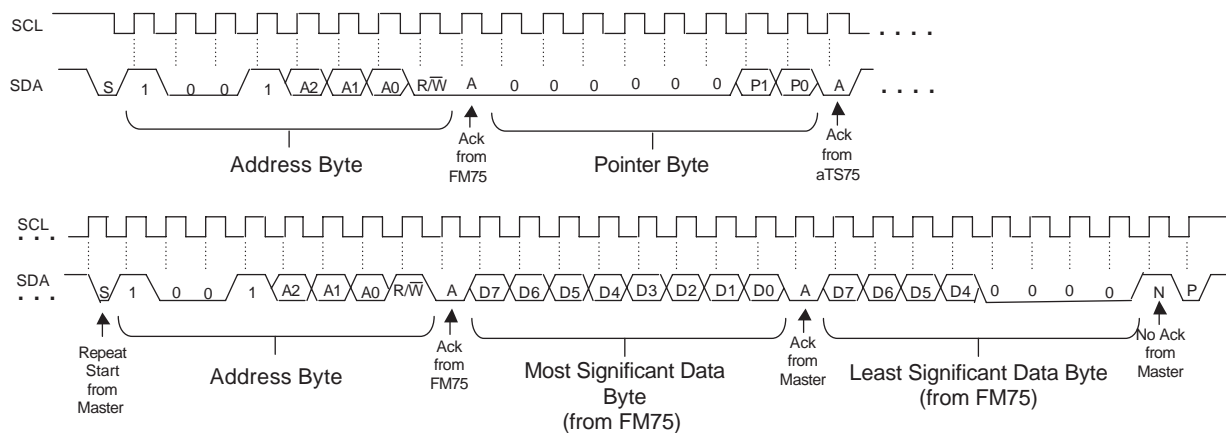 SCL
. . . .
SDA S 1 0 0 1 A2 A1 A0 R/W̅ A 0 0 0 0 0 0 P1 P0 A . . . .
Address Byte
Ack
from
FM75
Pointer Byte
Ack
from
aTS75
SCL
. . .
SDA S 1 0 0 1 A2 A1 A0 R/W̅ A D7 D6 D5 D4 D3 D2 D1 D0 A D7 D6 D5 D4 0 0 0 0 N P
. . .
Repeat
Start
from
Master
Address Byte
Ack
from
FM75
Most Significant Data
Byte
(from FM75)
Ack
from
Master
Least Significant Data Byte
(from FM75)
No Ack
from
Master